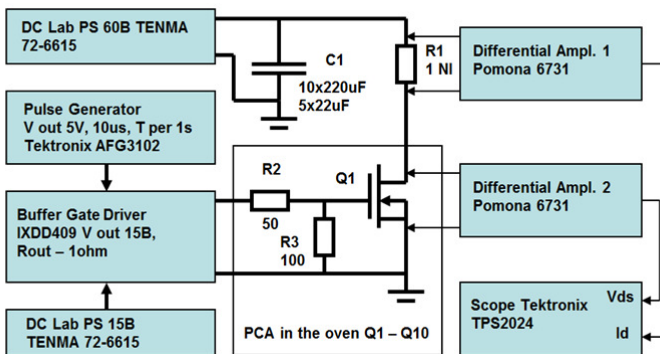 DC Lab PS 60B TENMA
72-6615
C1
10x220uF
5x22uF
R1
1 NI
Differential Ampl. 1
Pomona 6731
Pulse Generator
V out 5V, 10us, T per 1s
Tektronix AFG3102
R2
50
Q1
R3
100
Differential Ampl. 2
Pomona 6731
Buffer Gate Driver
IXDD409 V out 15B,
Rout – 1ohm
DC Lab PS 15B
TENMA 72-6615
PCA in the oven Q1 – Q10
Scope Tektronix
TPS2024
Vds
Id